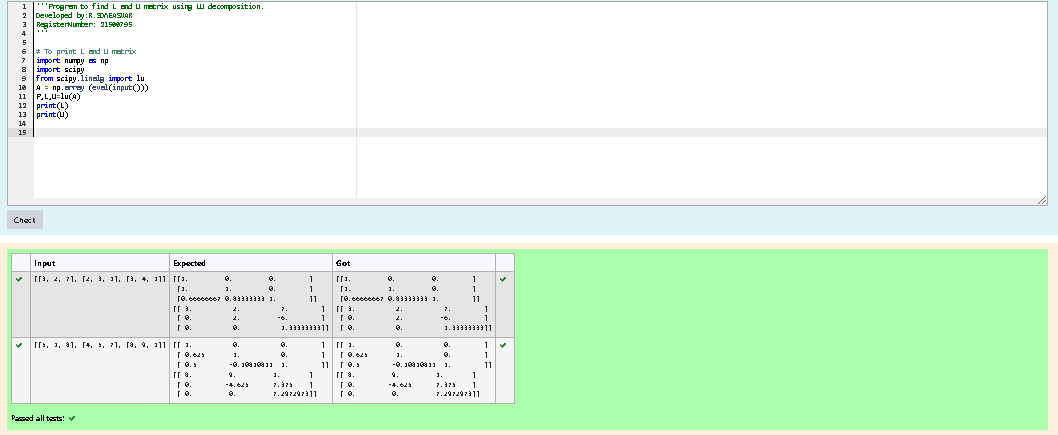 1 '''Program to find L and U matrix using LU decomposition.
2 Developed by:
3 RegisterNumber: 21500795
4 '''
5
6 # To print L and U matrix
7 import numpy as np
8 import scipy
9 from scipy.linalg import lu
10 A = np.array (eval(input()))
11 P,L,U=lu(A)
12 print(L)
13 print(U)
14
15
Check
Input Expected Got
[[3, 2, 7], [2, 3, 1], [3, 4, 1]] [[1. 0. 0. ] [[1. 0. 0. ]
[1. 1. 0. ] [1. 1. 0. ]
[0.66666667 0.83333333 1. ]] [0.66666667 0.83333333 1. ]]
[[ 3. 2. 7. ] [[ 3. 2. 7. ]
[ 0. 2. -6. ] [ 0. 2. -6. ]
[ 0. 0. 1.33333333]] [ 0. 0. 1.33333333]]
[[5, 1, 8], [4, 5, 7], [8, 9, 1]] [[ 1. 0. 0. ] [[ 1. 0. 0. ]
[ 0.625 1. 0. ] [ 0.625 1. 0. ]
[ 0.5 -0.10810811 1. ]] [ 0.5 -0.10810811 1. ]]
[[ 8. 9. 1. ] [[ 8. 9. 1. ]
[ 0. -4.625 7.375 ] [ 0. -4.625 7.375 ]
[ 0. 0. 7.2972973]] [ 0. 0. 7.2972973]]
Passed all tests!